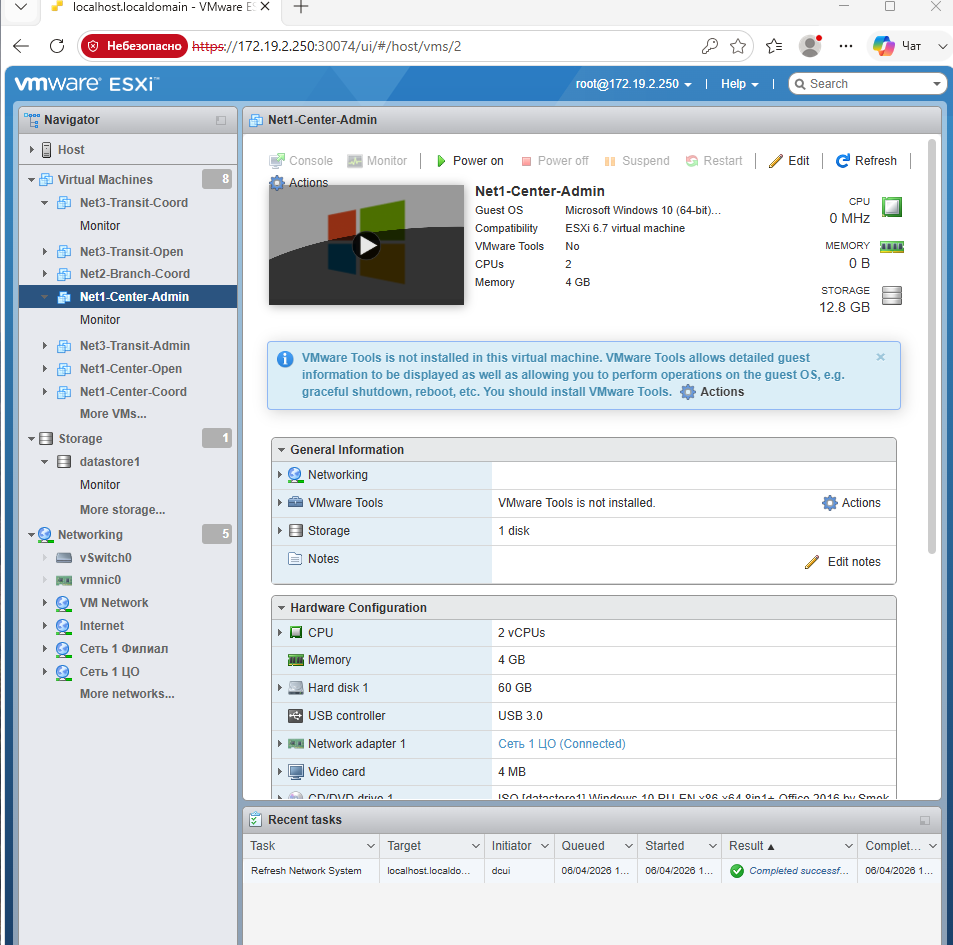 localhost.localdomain - VMware ES
Небезопасно https://172.19.2.250:30074/ui/#/host/vms/2
Чат
vmware ESXi™
root@172.19.2.250
Help
Search
Navigator
Host
Virtual Machines 8
Net3-Transit-Coord
Monitor
Net3-Transit-Open
Net2-Branch-Coord
Net1-Center-Admin
Monitor
Net3-Transit-Admin
Net1-Center-Open
Net1-Center-Coord
More VMs...
Storage 1
datastore1
Monitor
More storage...
Networking 5
vSwitch0
vmnic0
VM Network
Internet
Сеть 1 Филиал
Сеть 1 ЦО
More networks...
Net1-Center-Admin
Console Monitor Power on Power off Suspend Restart Edit Refresh
Actions
Net1-Center-Admin
Guest OS Microsoft Windows 10 (64-bit)...
Compatibility ESXi 6.7 virtual machine
VMware Tools No
CPUs 2
Memory 4 GB
CPU
0 MHz
MEMORY
0 B
STORAGE
12.8 GB
VMware Tools is not installed in this virtual machine. VMware Tools allows detailed guest
information to be displayed as well as allowing you to perform operations on the guest OS, e.g.
graceful shutdown, reboot, etc. You should install VMware Tools. Actions
General Information
Networking
VMware Tools VMware Tools is not installed. Actions
Storage 1 disk
Notes Edit notes
Hardware Configuration
CPU 2 vCPUs
Memory 4 GB
Hard disk 1 60 GB
USB controller USB 3.0
Network adapter 1 Сеть 1 ЦО (Connected)
Video card 4 MB
CD/DVD drive 1 ISO [datastore1] Windows 10 RU-EN x86-x64 8in1+ Office 2016 by Smok
Recent tasks
Task Target Initiator Queued Started Result Complet...
Refresh Network System localhost.localdo... dcui 06/04/2026 1... 06/04/2026 1... Completed successf... 06/04/2026 1...